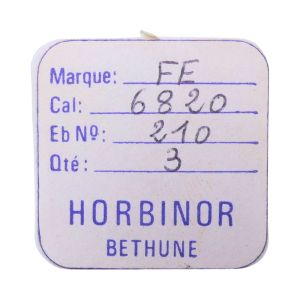 Marque: FE
Cal: 6820
Eb Nº: 210
Qté: 3
HORBINOR
BETHUNE